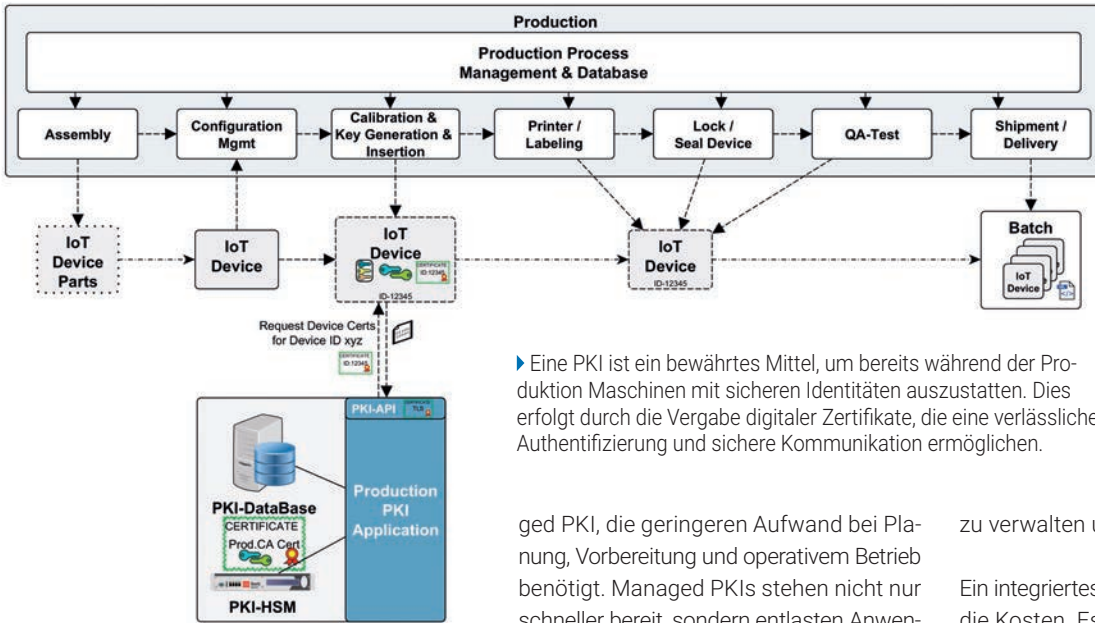 Production
Production Process
Management & Database
Assembly
Configuration
Mgmt
Calibration &
Key Generation &
Insertion
Printer /
Labeling
Lock /
Seal Device
QA-Test
Shipment /
Delivery
IoT
Device
Parts
IoT
Device
IoT
Device
CERTIFICATE
ID:12345
ID-12345
IoT
Device
ID-12345
Batch
IoT
Device
Request Device Certs
for Device ID xyz
CERTIFICATE
ID:12345
PKI-API
CERTIFICATE
TLS
PKI-DataBase
CERTIFICATE
Prod.CA Cert
PKI-HSM
Production
PKI
Application
Eine PKI ist ein bewährtes Mittel, um bereits während der Pro-
duktion Maschinen mit sicheren Identitäten auszustatten. Dies
erfolgt durch die Vergabe digitaler Zertifikate, die eine verlässliche
Authentifizierung und sichere Kommunikation ermöglichen.
ged PKI, die geringeren Aufwand bei Pla-
nung, Vorbereitung und operativem Betrieb
benötigt. Managed PKIs stehen nicht nur
schneller bereit, sondern entlasten Anwen-
zu verwalten u
Ein integriertes
die Kosten. Es